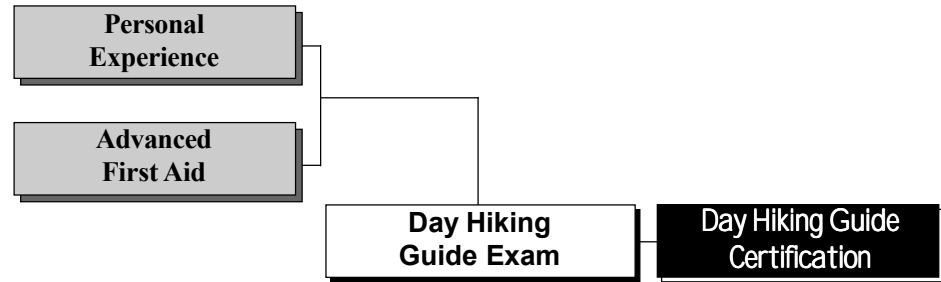 Personal
Experience
Advanced
First Aid
Day Hiking
Guide Exam
Day Hiking Guide
Certification